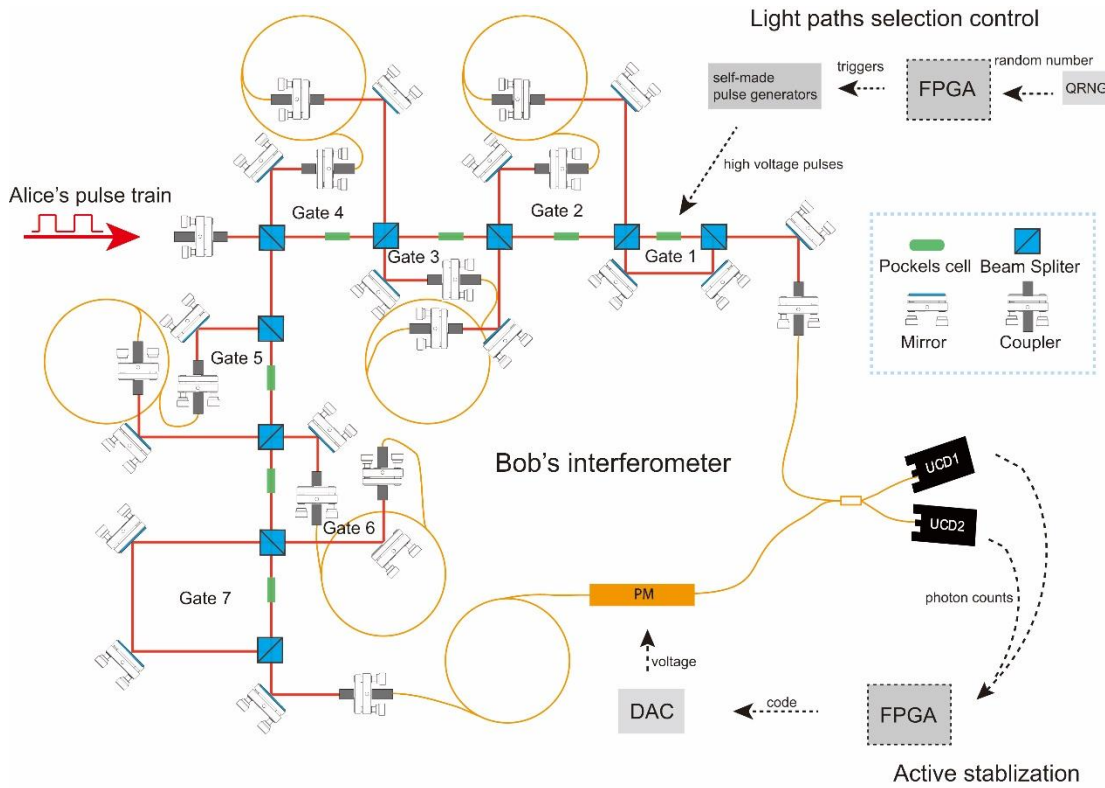 Light paths selection control
self-made
pulse generators
triggers
FPGA
random number
QRNG
high voltage pulses
Alice's pulse train
Gate 4
Gate 2
Gate 3
Gate 1
Pockels cell
Beam Spliter
Mirror
Coupler
Gate 5
Bob's interferometer
UCD1
UCD2
Gate 6
Gate 7
PM
photon counts
voltage
DAC
code
FPGA
Active stablization